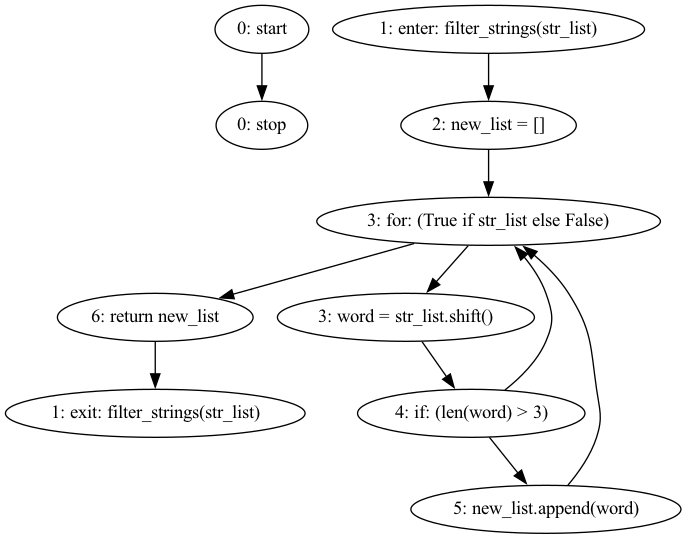 0: start
1: enter: filter_strings(str_list)
0: stop
2: new_list = []
3: for: (True if str_list else False)
6: return new_list
3: word = str_list.shift()
1: exit: filter_strings(str_list)
4: if: (len(word) > 3)
5: new_list.append(word)